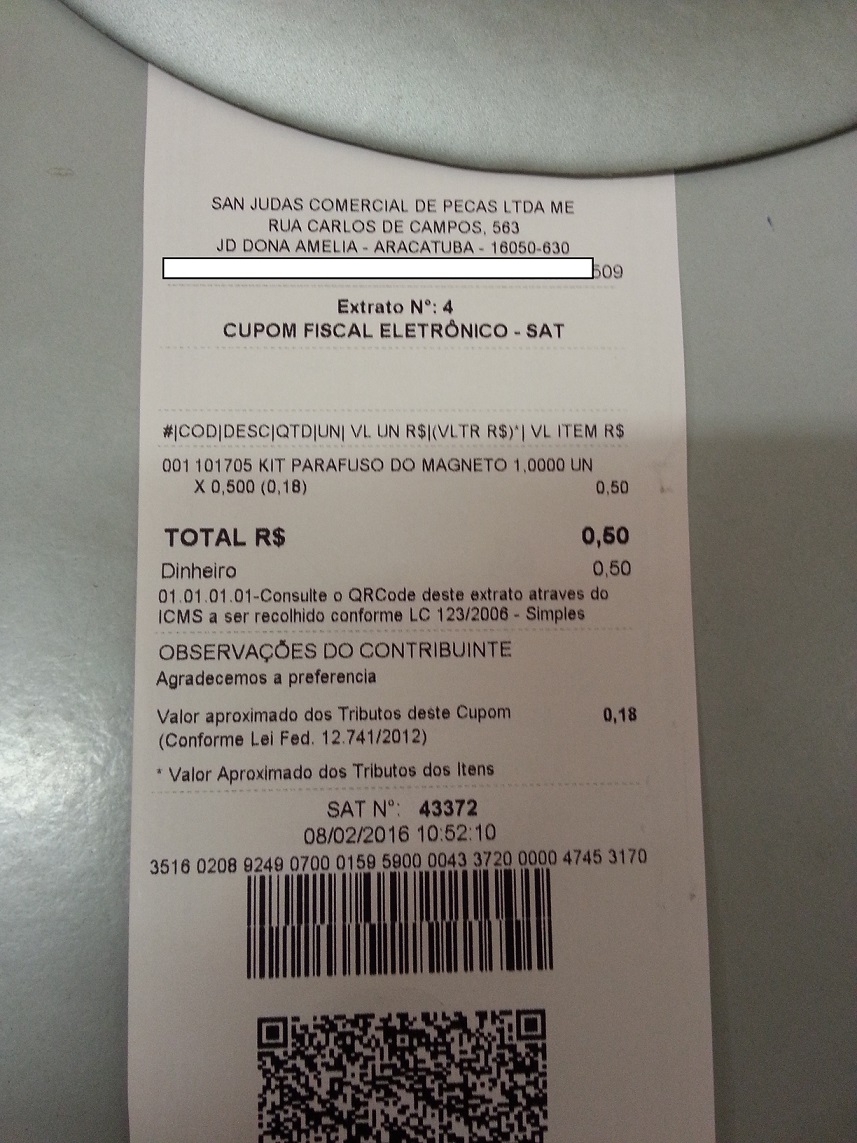 SAN JUDAS COMERCIAL DE PECAS LTDA ME
RUA CARLOS DE CAMPOS, 563
JD DONA AMELIA - ARACATUBA - 16050-630
509
Extrato N°: 4
CUPOM FISCAL ELETRÔNICO - SAT
#|COD|DESC|QTD|UN| VL UN R$|(VLTR R$)*| VL ITEM R$
001 101705 KIT PARAFUSO DO MAGNETO 1,0000 UN
X 0,500 (0,18) 0,50
TOTAL R$ 0,50
Dinheiro 0,50
01.01.01.01-Consulte o QRCode deste extrato atraves do
ICMS a ser recolhido conforme LC 123/2006 - Simples
OBSERVAÇÕES DO CONTRIBUINTE
Agradecemos a preferencia
Valor aproximado dos Tributos deste Cupom 0,18
(Conforme Lei Fed. 12.741/2012)
* Valor Aproximado dos Tributos dos Itens
SAT N°: 43372
08/02/2016 10:52:10
3516 0208 9249 0700 0159 5900 0043 3720 0000 4745 3170